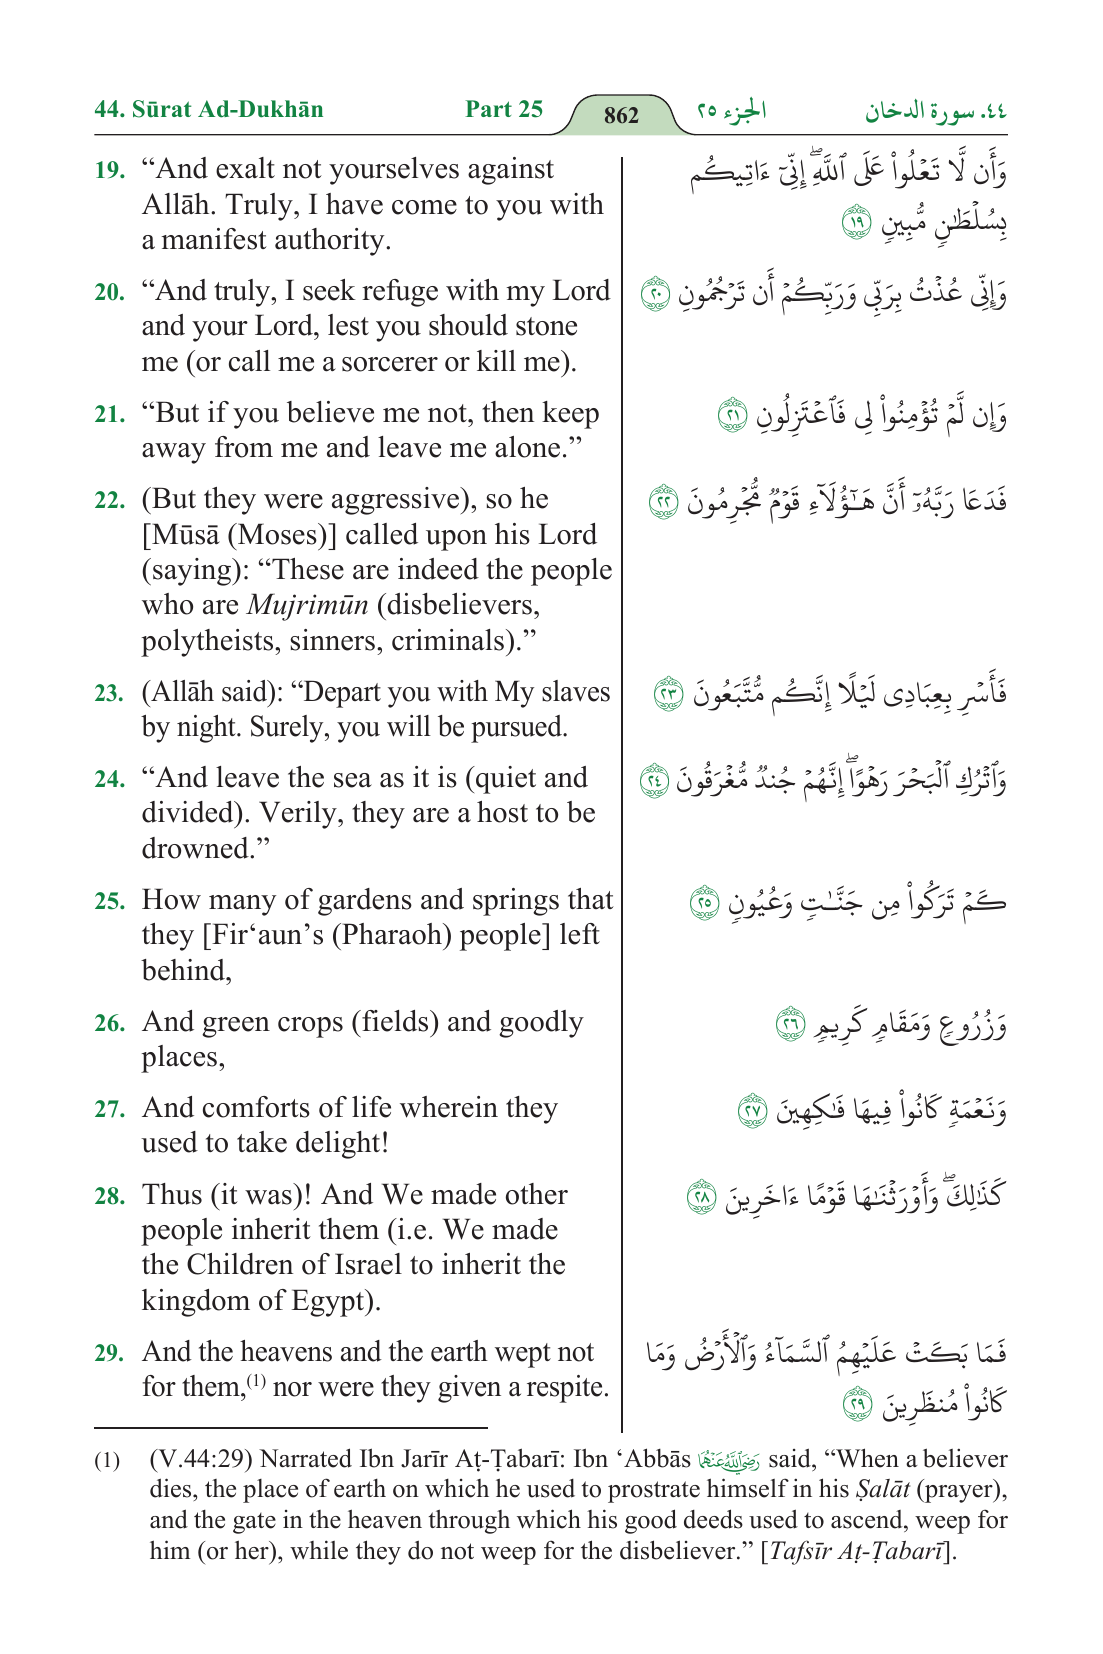 44. Sūrat Ad-Dukhān Part 25 862 الجزء ٢٥ ٤٤. سورة الدخان
19. “And exalt not yourselves against
Allāh. Truly, I have come to you with
a manifest authority.
وَأَن لَّا تَعۡلُواْ عَلَى ٱللَّهِۖ إِنِّيٓ ءَاتِيكُم
بِسُلۡطَٰنٖ مُّبِينٖ ١٩
20. “And truly, I seek refuge with my Lord
and your Lord, lest you should stone
me (or call me a sorcerer or kill me).
وَإِنِّي عُذۡتُ بِرَبِّي وَرَبِّكُمۡ أَن تَرۡجُمُونِ ٢٠
21. “But if you believe me not, then keep
away from me and leave me alone.”
وَإِن لَّمۡ تُؤۡمِنُواْ لِي فَٱعۡتَزِلُونِ ٢١
22. (But they were aggressive), so he
[Mūsā (Moses)] called upon his Lord
(saying): “These are indeed the people
who are Mujrimūn (disbelievers,
polytheists, sinners, criminals).”
فَدَعَا رَبَّهُۥٓ أَنَّ هَٰٓؤُلَآءِ قَوۡمٞ مُّجۡرِمُونَ ٢٢
23. (Allāh said): “Depart you with My slaves
by night. Surely, you will be pursued.
فَأَسۡرِ بِعِبَادِي لَيۡلًا إِنَّكُم مُّتَّبَعُونَ ٢٣
24. “And leave the sea as it is (quiet and
divided). Verily, they are a host to be
drowned.”
وَٱتۡرُكِ ٱلۡبَحۡرَ رَهۡوًاۖ إِنَّهُمۡ جُندٞ مُّغۡرَقُونَ ٢٤
25. How many of gardens and springs that
they [Fir‘aun’s (Pharaoh) people] left
behind,
كَمۡ تَرَكُواْ مِن جَنَّٰتٖ وَعُيُونٖ ٢٥
26. And green crops (fields) and goodly
places,
وَزُرُوعٖ وَمَقَامٖ كَرِيمٖ ٢٦
27. And comforts of life wherein they
used to take delight!
وَنَعۡمَةٖ كَانُواْ فِيهَا فَٰكِهِينَ ٢٧
28. Thus (it was)! And We made other
people inherit them (i.e. We made
the Children of Israel to inherit the
kingdom of Egypt).
كَذَٰلِكَۖ وَأَوۡرَثۡنَٰهَا قَوۡمًا ءَاخَرِينَ ٢٨
29. And the heavens and the earth wept not
for them,(1) nor were they given a respite.
فَمَا بَكَتۡ عَلَيۡهِمُ ٱلسَّمَآءُ وَٱلۡأَرۡضُ وَمَا
كَانُواْ مُنظَرِينَ ٢٩
(1) (V.44:29) Narrated Ibn Jarīr Aṭ-Ṭabarī: Ibn ‘Abbās رضي الله عنهما said, “When a believer
dies, the place of earth on which he used to prostrate himself in his Ṣalāt (prayer),
and the gate in the heaven through which his good deeds used to ascend, weep for
him (or her), while they do not weep for the disbeliever.” [Tafsīr Aṭ-Ṭabarī].